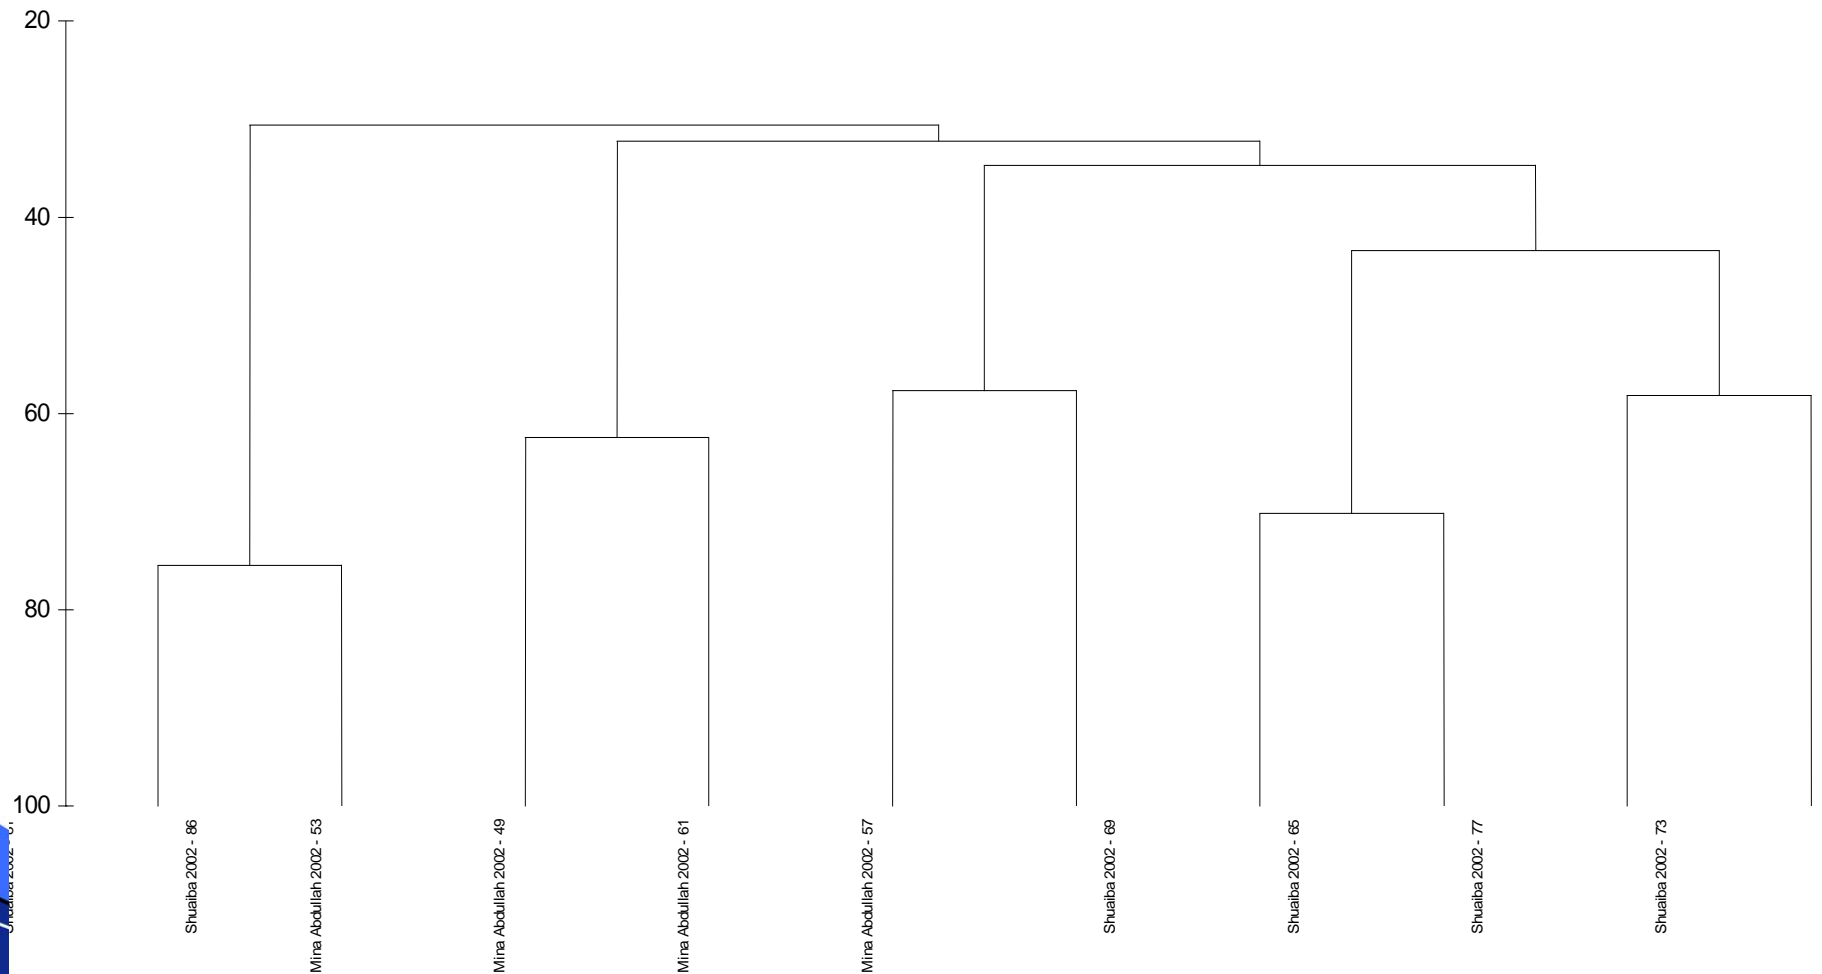 20
40
60
80
100
Shuaiba 2002 - 86
Mina Abdullah 2002 - 53
Mina Abdullah 2002 - 49
Mina Abdullah 2002 - 61
Mina Abdullah 2002 - 57
Shuaiba 2002 - 69
Shuaiba 2002 - 65
Shuaiba 2002 - 77
Shuaiba 2002 - 73